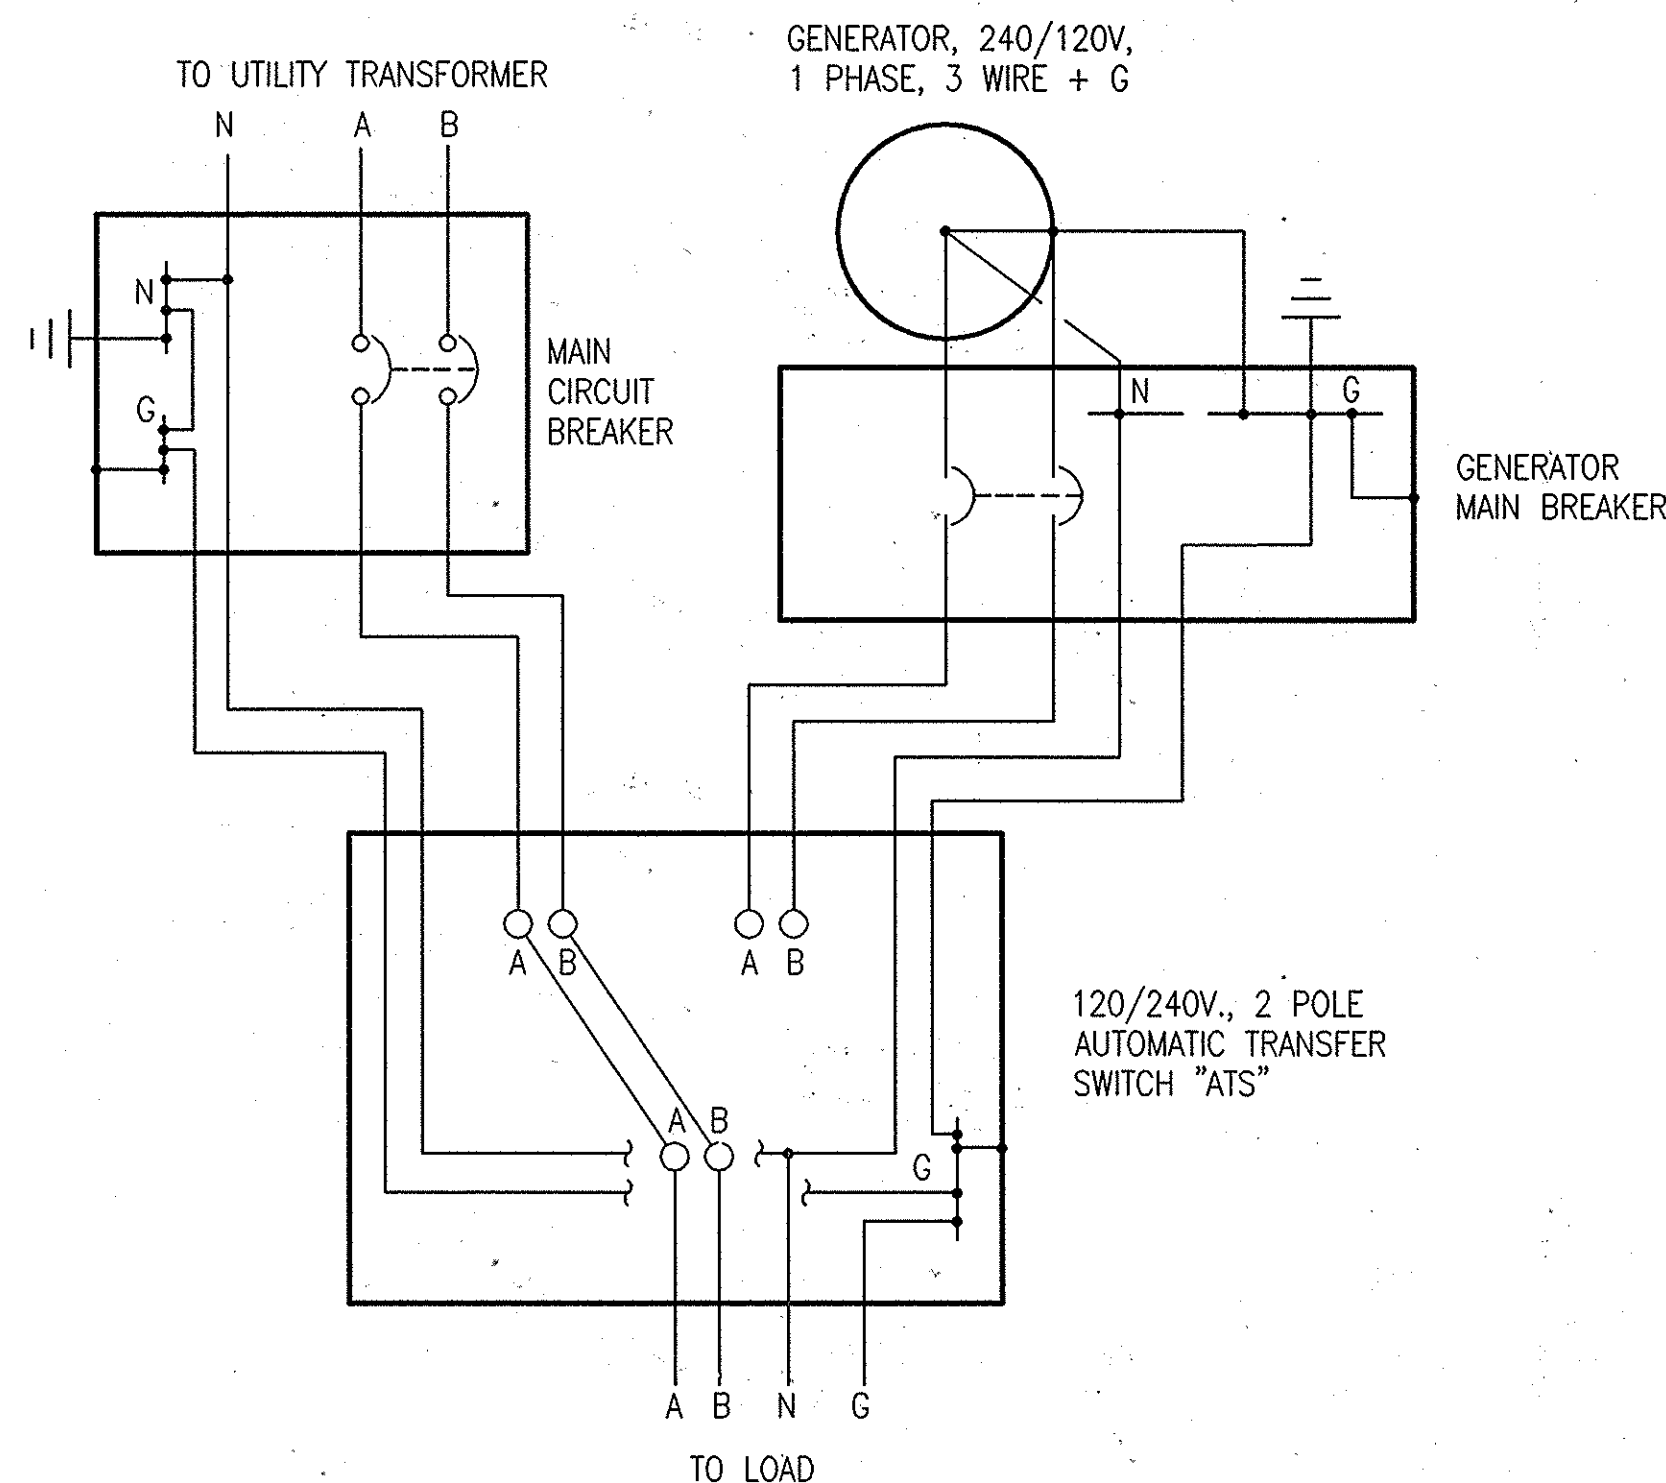 GENERATOR, 240/120V,
1 PHASE, 3 WIRE + G
TO UTILITY TRANSFORMER
N A B
N
G
MAIN
CIRCUIT
BREAKER
N G
GENERATOR
MAIN BREAKER
A B A B
120/240V., 2 POLE
AUTOMATIC TRANSFER
SWITCH "ATS"
A B
G
A B N G
TO LOAD